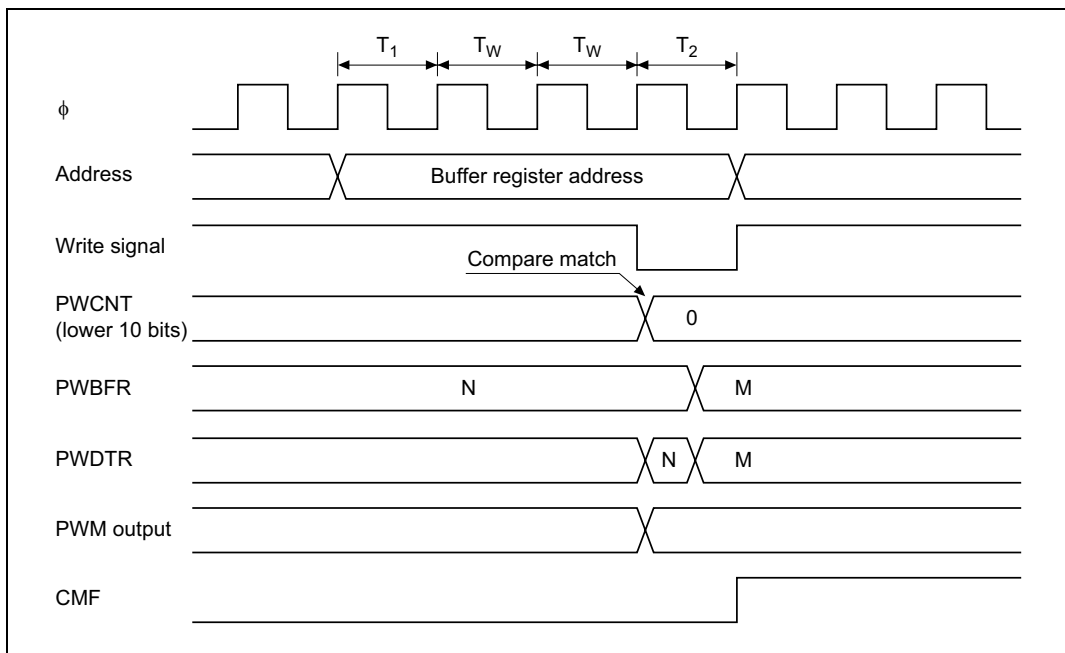 T1 TW TW T2
ϕ
Address
Buffer register address
Write signal
Compare match
PWCNT
(lower 10 bits)
0
PWBFR
N M
PWDTR
N M
PWM output
CMF